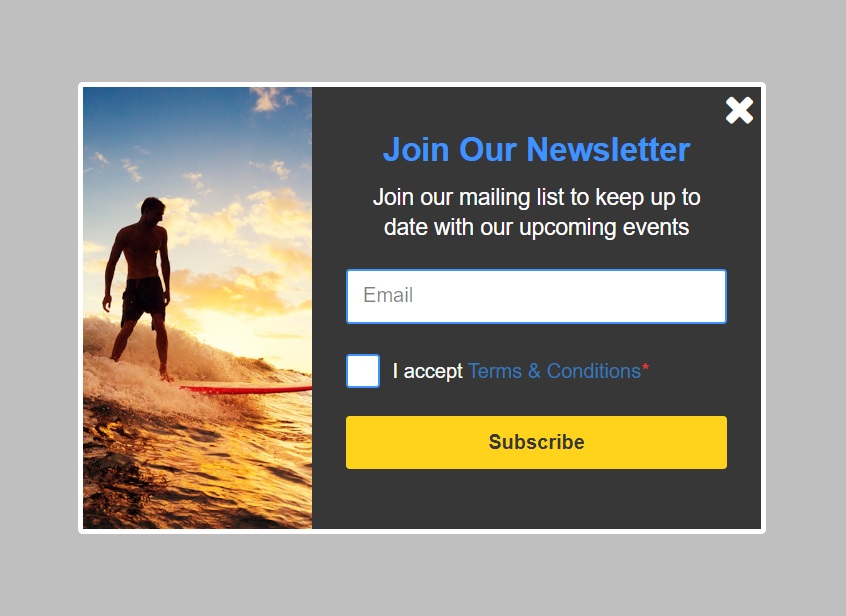 Join Our Newsletter
Join our mailing list to keep up to
date with our upcoming events
Email
I accept Terms & Conditions*
Subscribe